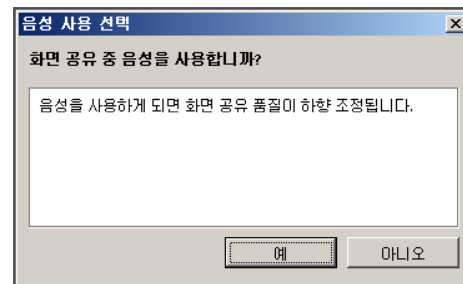 음성 사용 선택
화면 공유 중 음성을 사용합니까?
음성을 사용하게 되면 화면 공유 품질이 하향 조정됩니다.
예
아니오